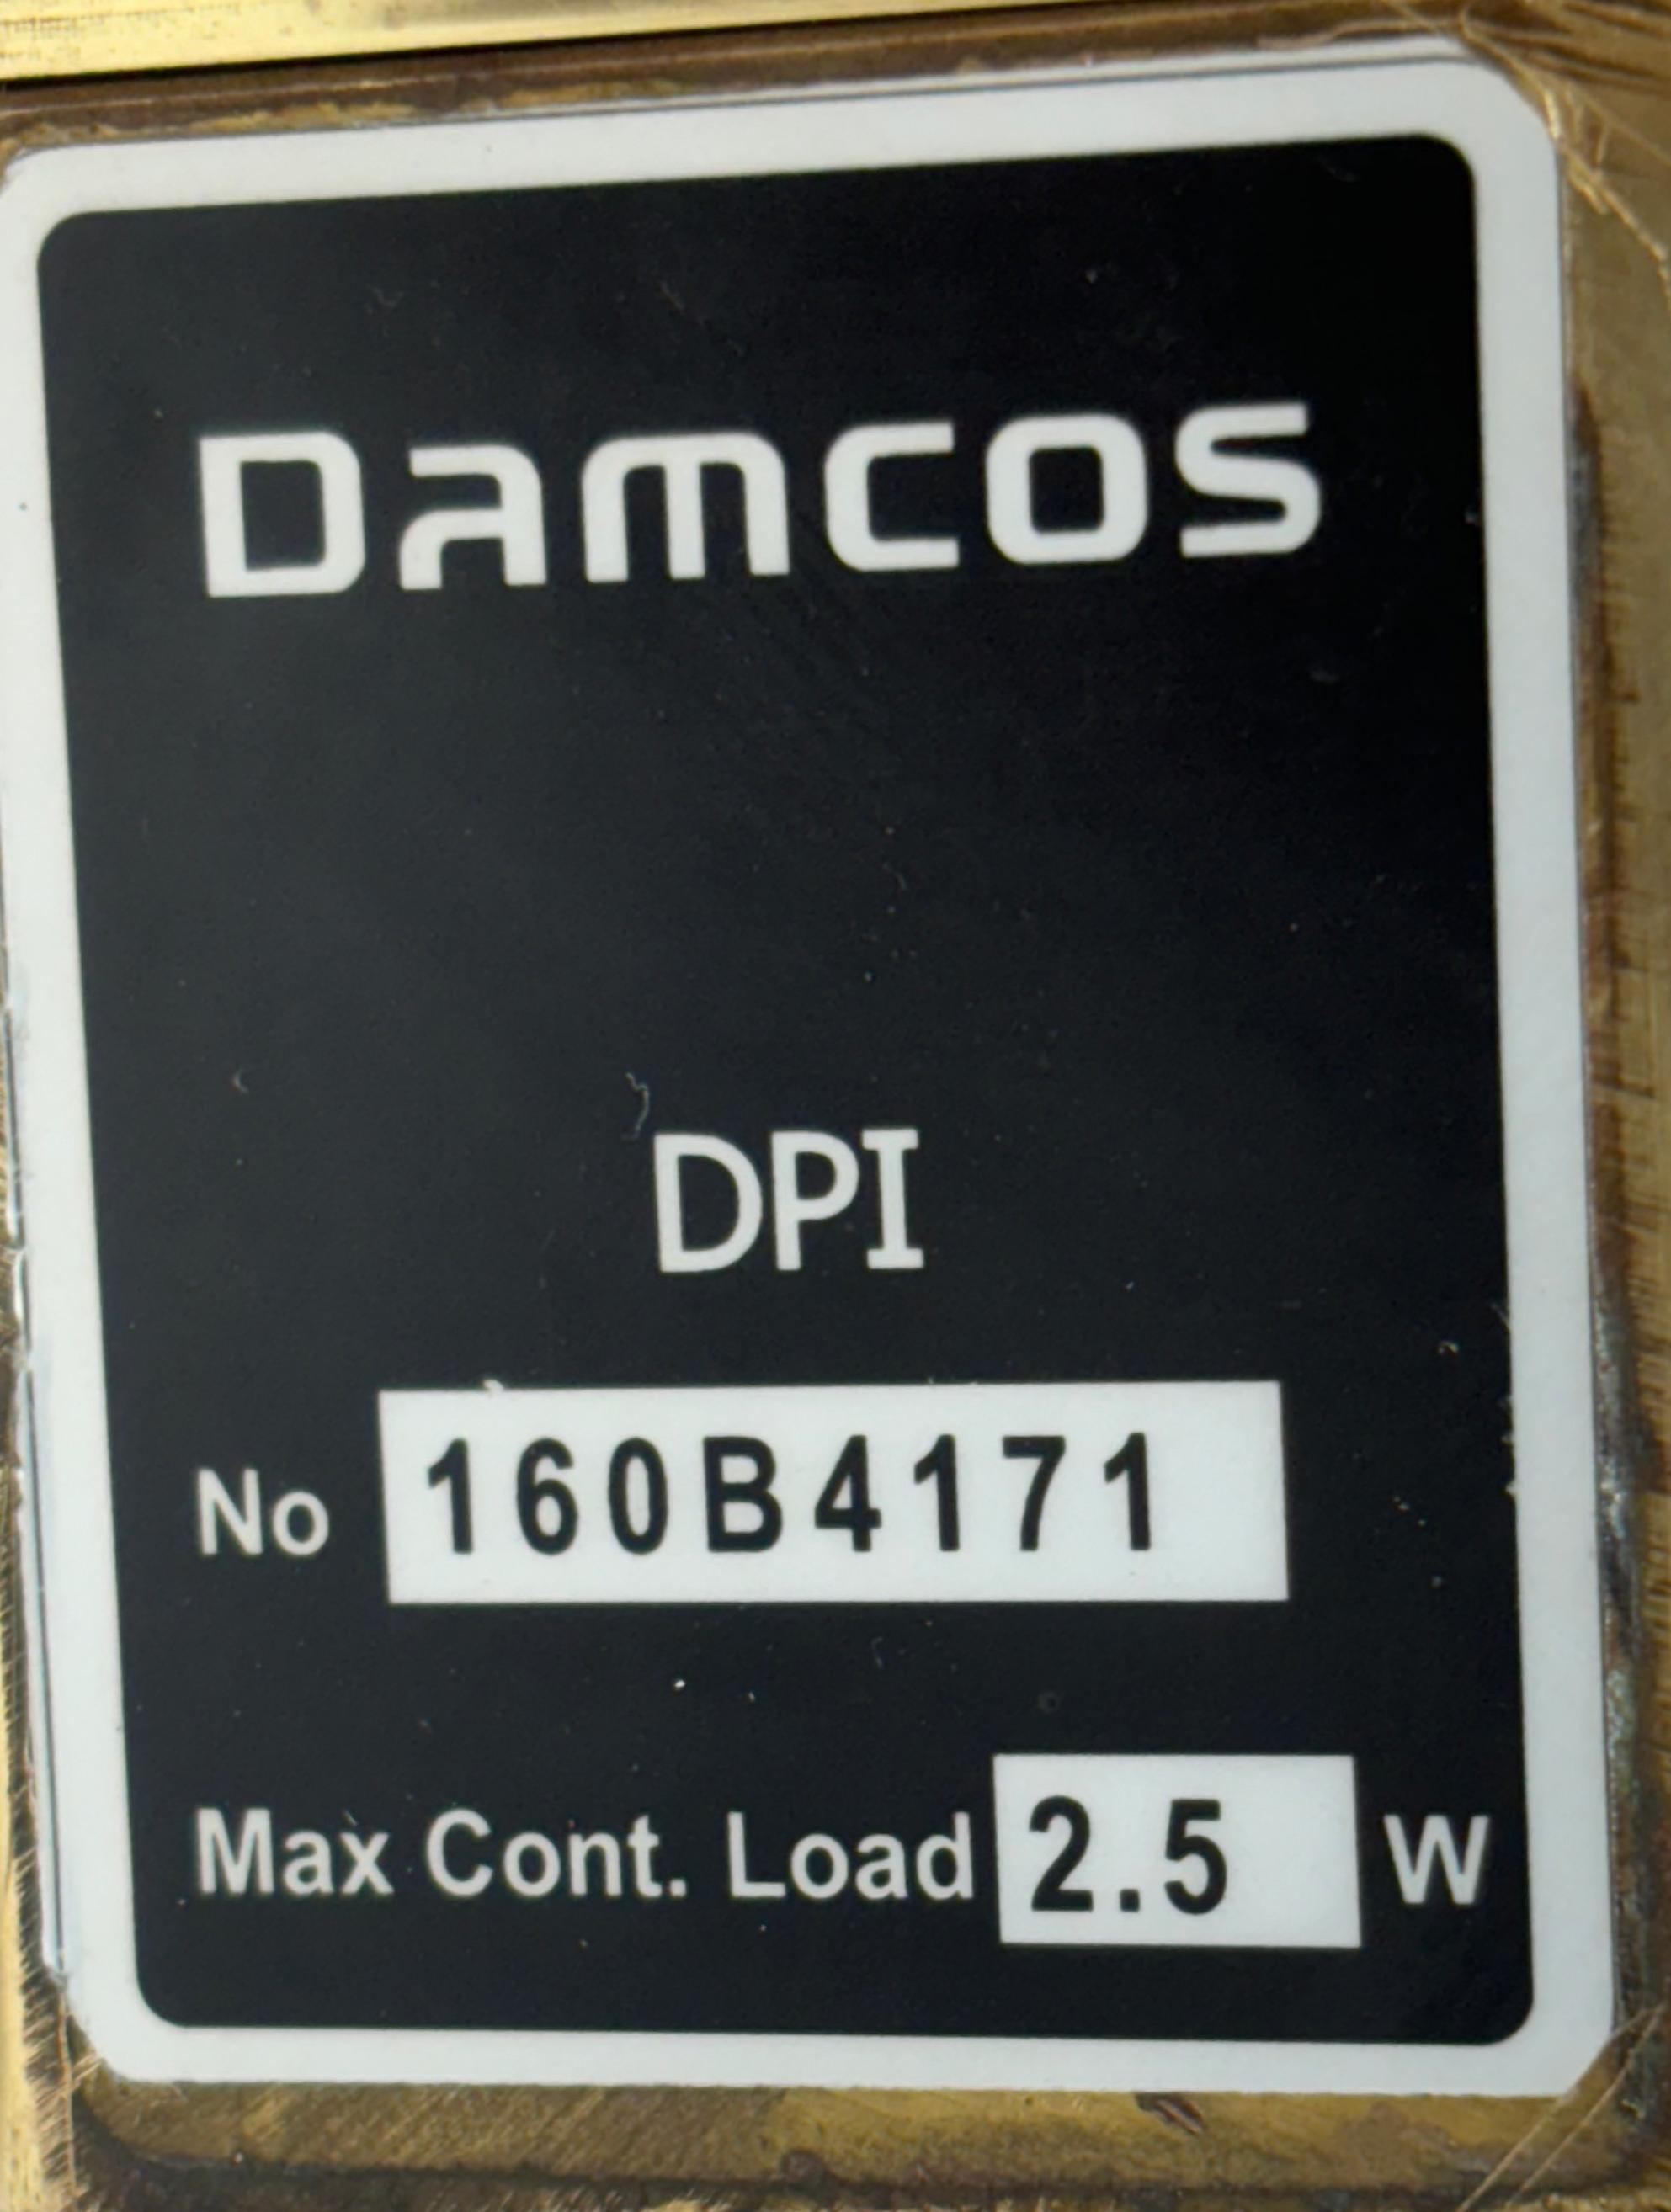 DAMCOS
DPI
No 160B4171
Max Cont. Load 2.5 W